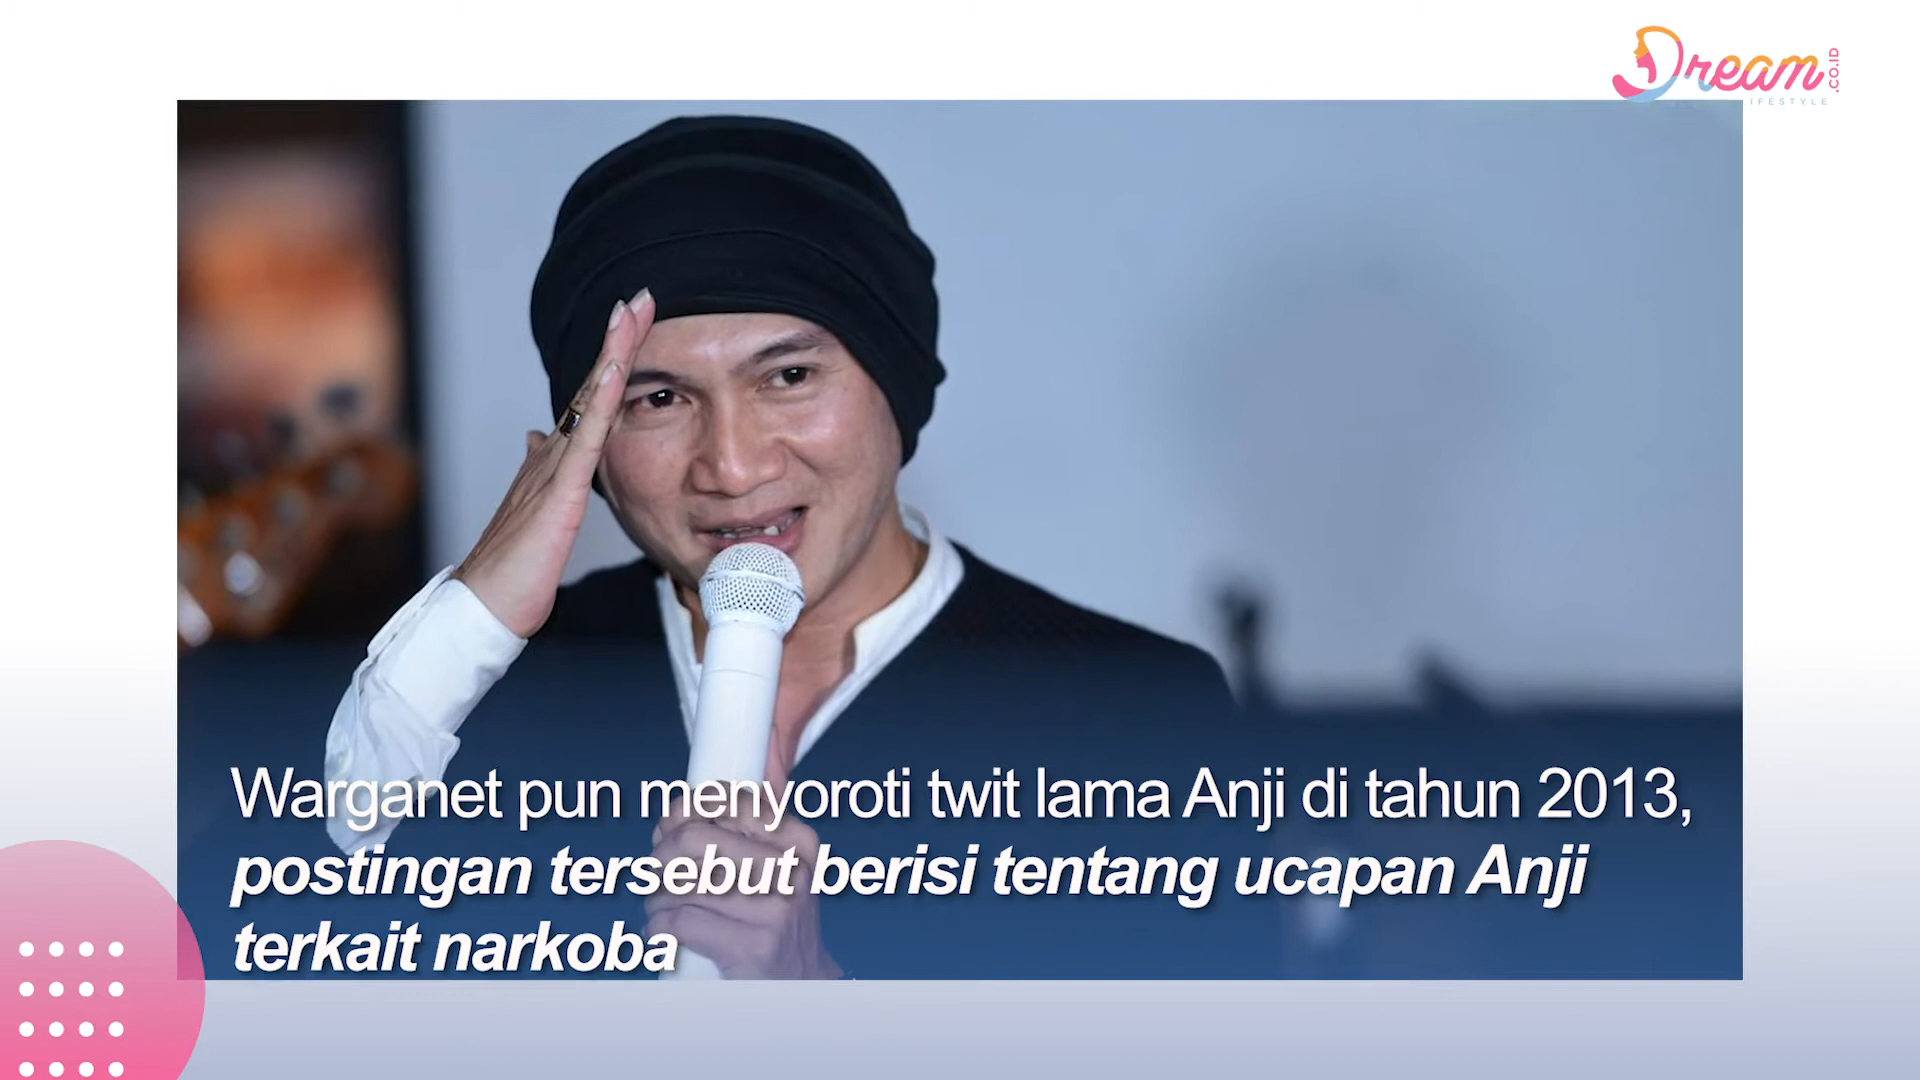 Dream
.CO.ID
LIFESTYLE
Warganet pun menyoroti twit lama Anji di tahun 2013,
postingan tersebut berisi tentang ucapan Anji
terkait narkoba